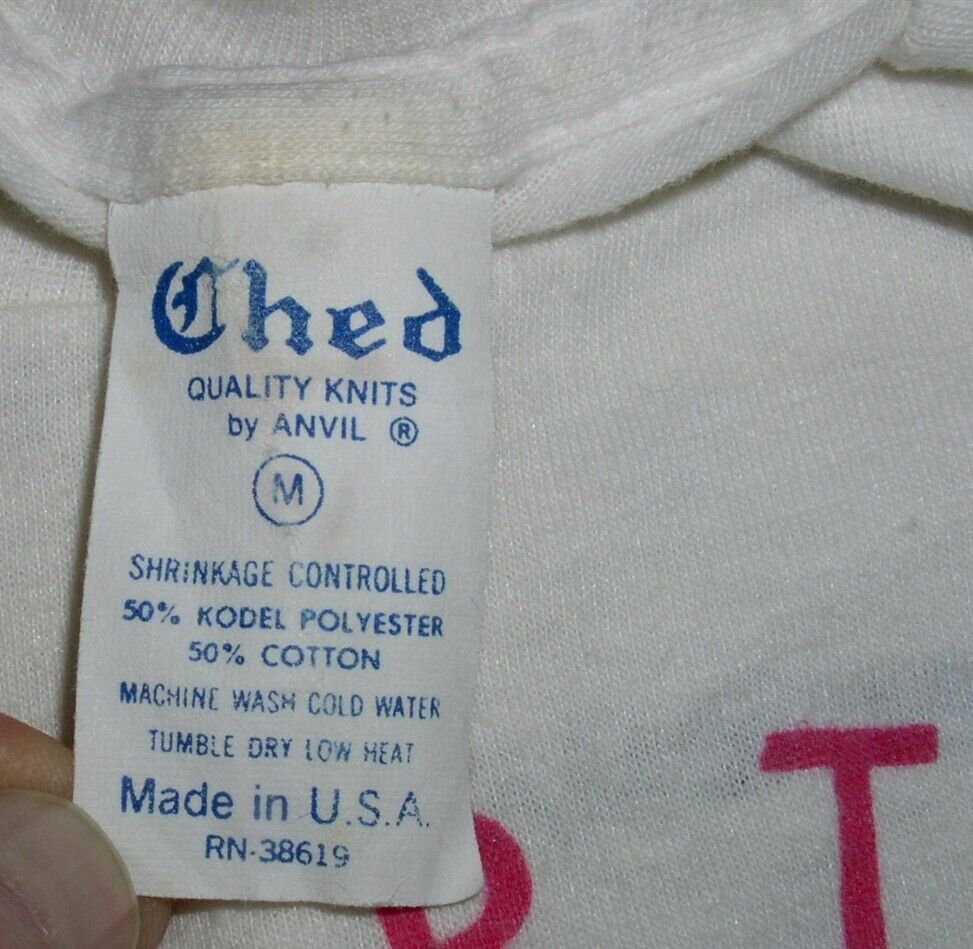 Ched
QUALITY KNITS
by ANVIL ®
M
SHRINKAGE CONTROLLED
50% KODEL POLYESTER
50% COTTON
MACHINE WASH COLD WATER
TUMBLE DRY LOW HEAT
Made in U.S.A.
RN-38619
T